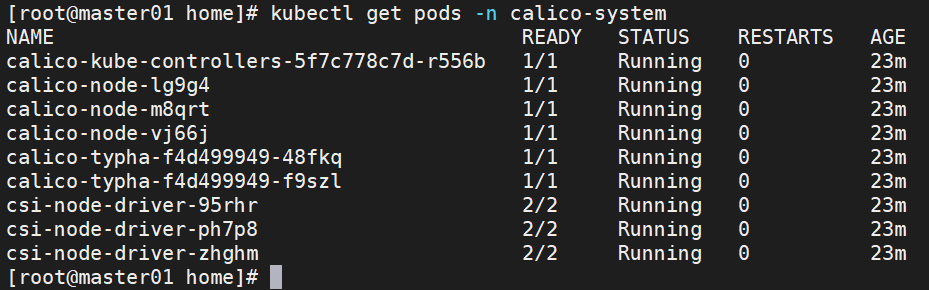 [root@master01 home]# kubectl get pods -n calico-system
NAME READY STATUS RESTARTS AGE
calico-kube-controllers-5f7c778c7d-r556b 1/1 Running 0 23m
calico-node-lg9g4 1/1 Running 0 23m
calico-node-m8qrt 1/1 Running 0 23m
calico-node-vj66j 1/1 Running 0 23m
calico-typha-f4d499949-48fkq 1/1 Running 0 23m
calico-typha-f4d499949-f9szl 1/1 Running 0 23m
csi-node-driver-95rhr 2/2 Running 0 23m
csi-node-driver-ph7p8 2/2 Running 0 23m
csi-node-driver-zhghm 2/2 Running 0 23m
[root@master01 home]#